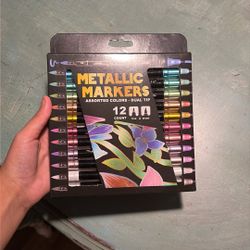 METALLIC
MARKERS
ASSORTED COLORS - DUAL TIP
12
COUNT